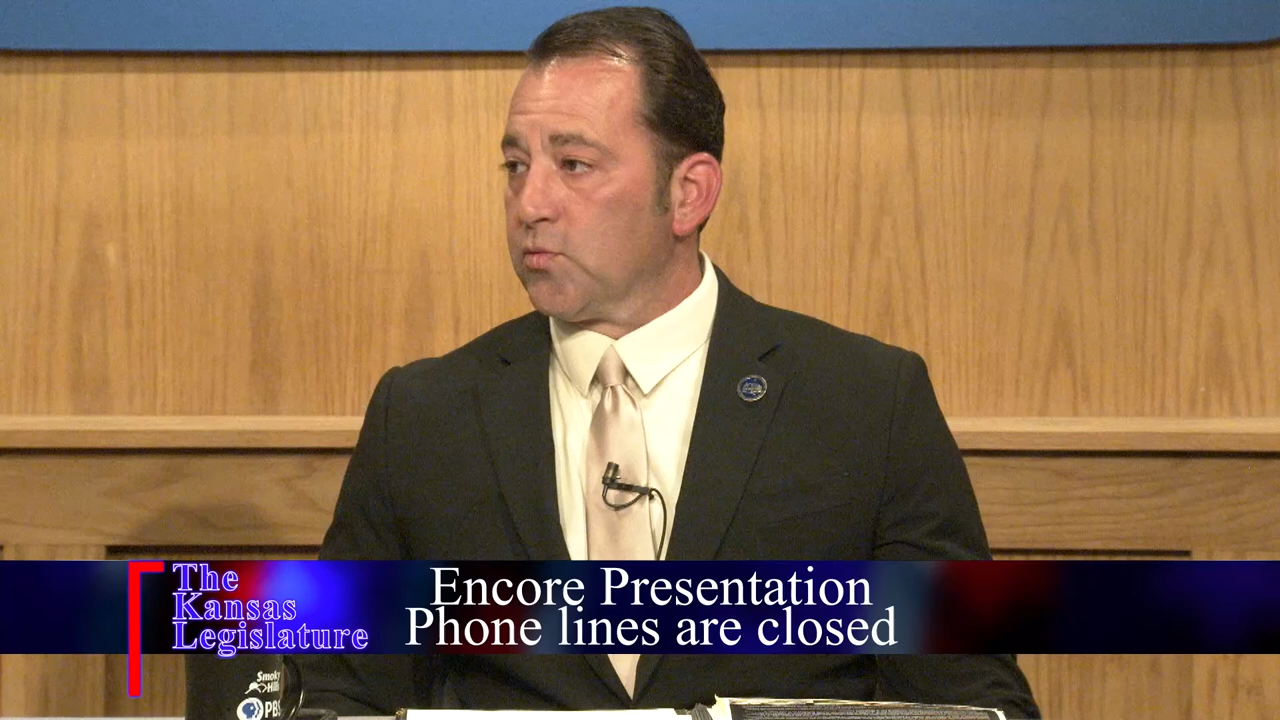 The
Kansas
Legislature
Encore Presentation
Phone lines are closed
Smoky
Hills
PBS